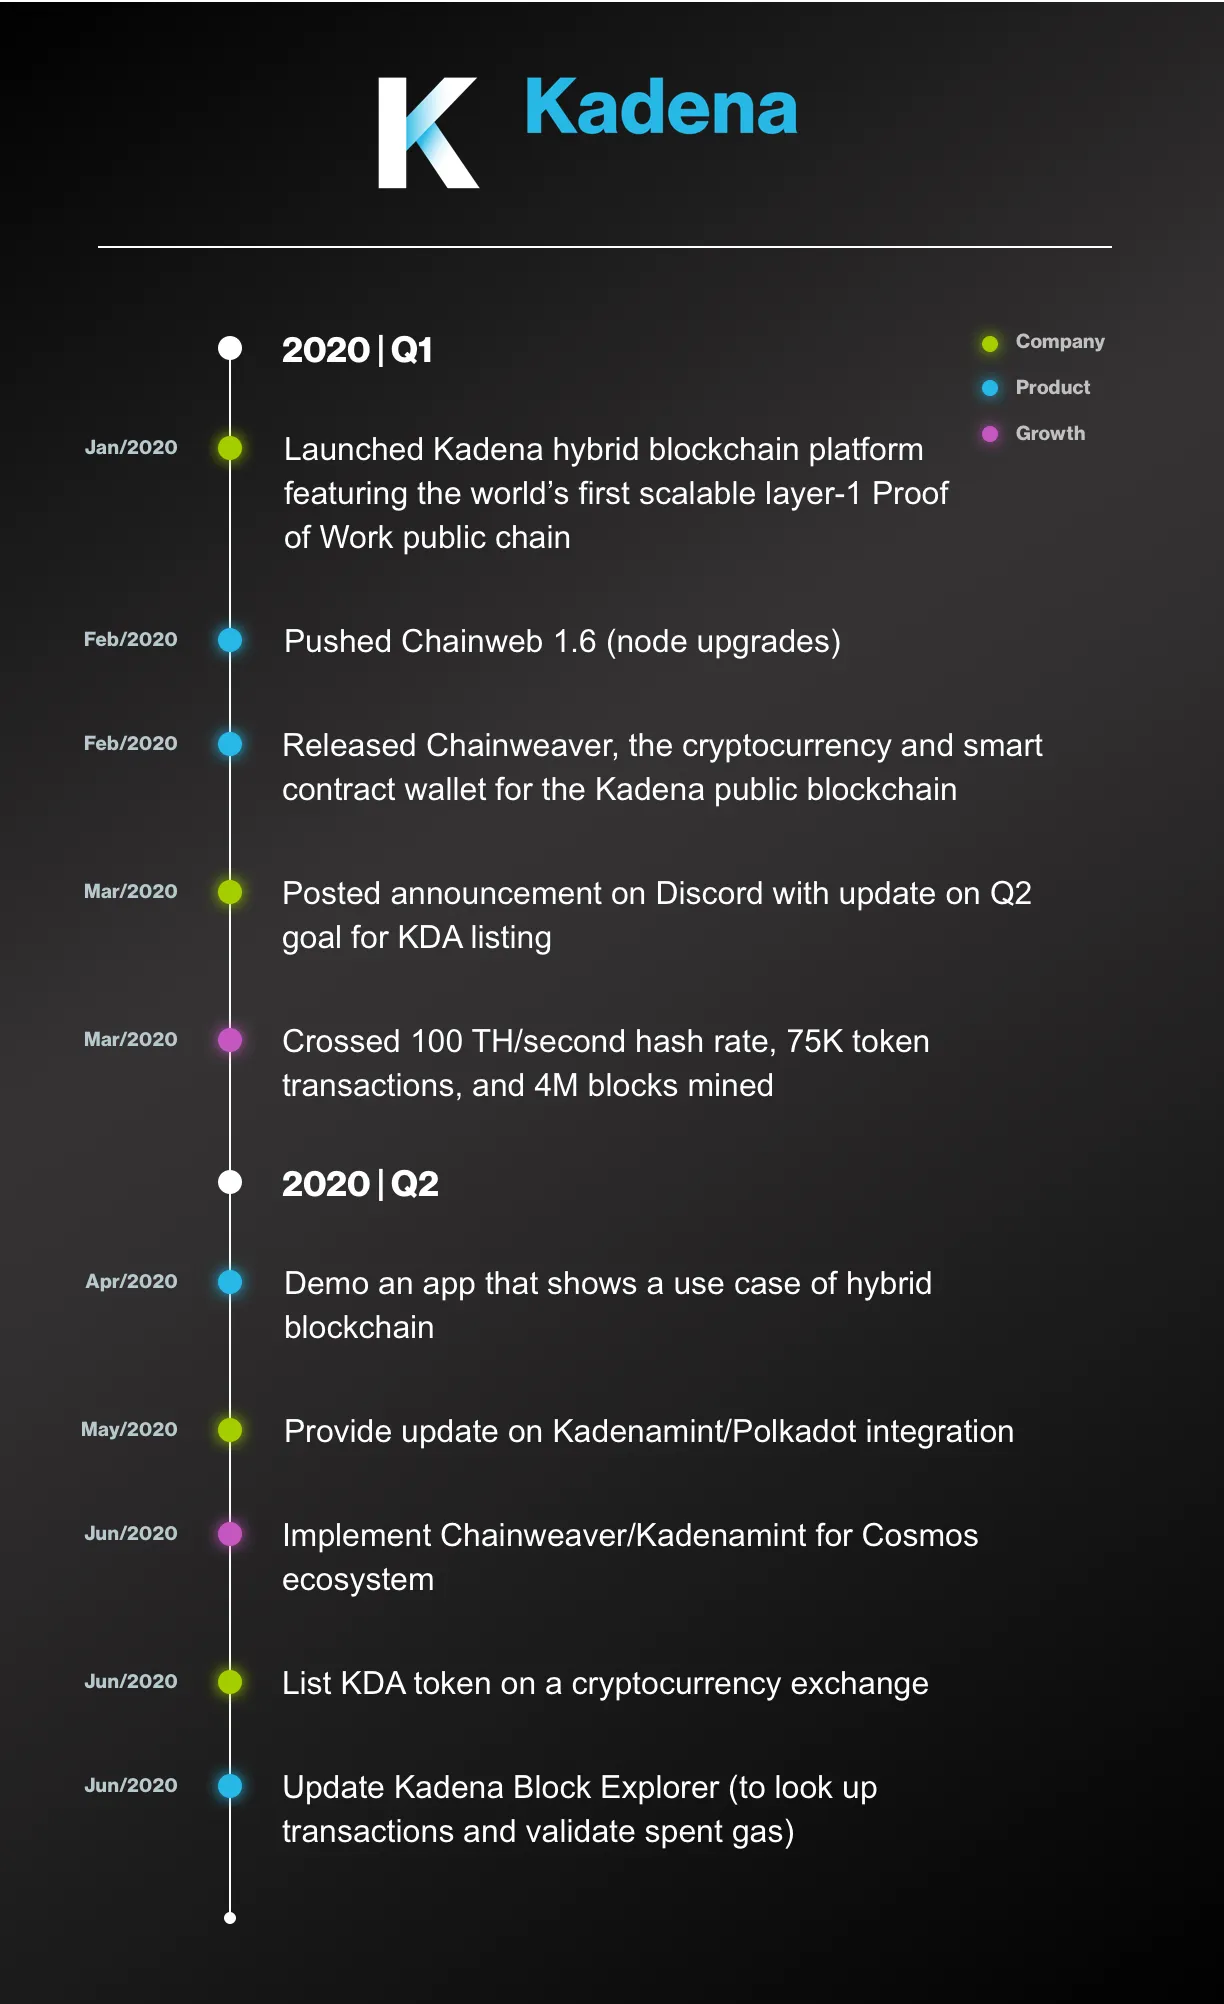 K Kadena
2020 | Q1
Company
Product
Growth
Jan/2020
Launched Kadena hybrid blockchain platform
featuring the world’s first scalable layer-1 Proof
of Work public chain
Feb/2020
Pushed Chainweb 1.6 (node upgrades)
Feb/2020
Released Chainweaver, the cryptocurrency and smart
contract wallet for the Kadena public blockchain
Mar/2020
Posted announcement on Discord with update on Q2
goal for KDA listing
Mar/2020
Crossed 100 TH/second hash rate, 75K token
transactions, and 4M blocks mined
2020 | Q2
Apr/2020
Demo an app that shows a use case of hybrid
blockchain
May/2020
Provide update on Kadenamint/Polkadot integration
Jun/2020
Implement Chainweaver/Kadenamint for Cosmos
ecosystem
Jun/2020
List KDA token on a cryptocurrency exchange
Jun/2020
Update Kadena Block Explorer (to look up
transactions and validate spent gas)